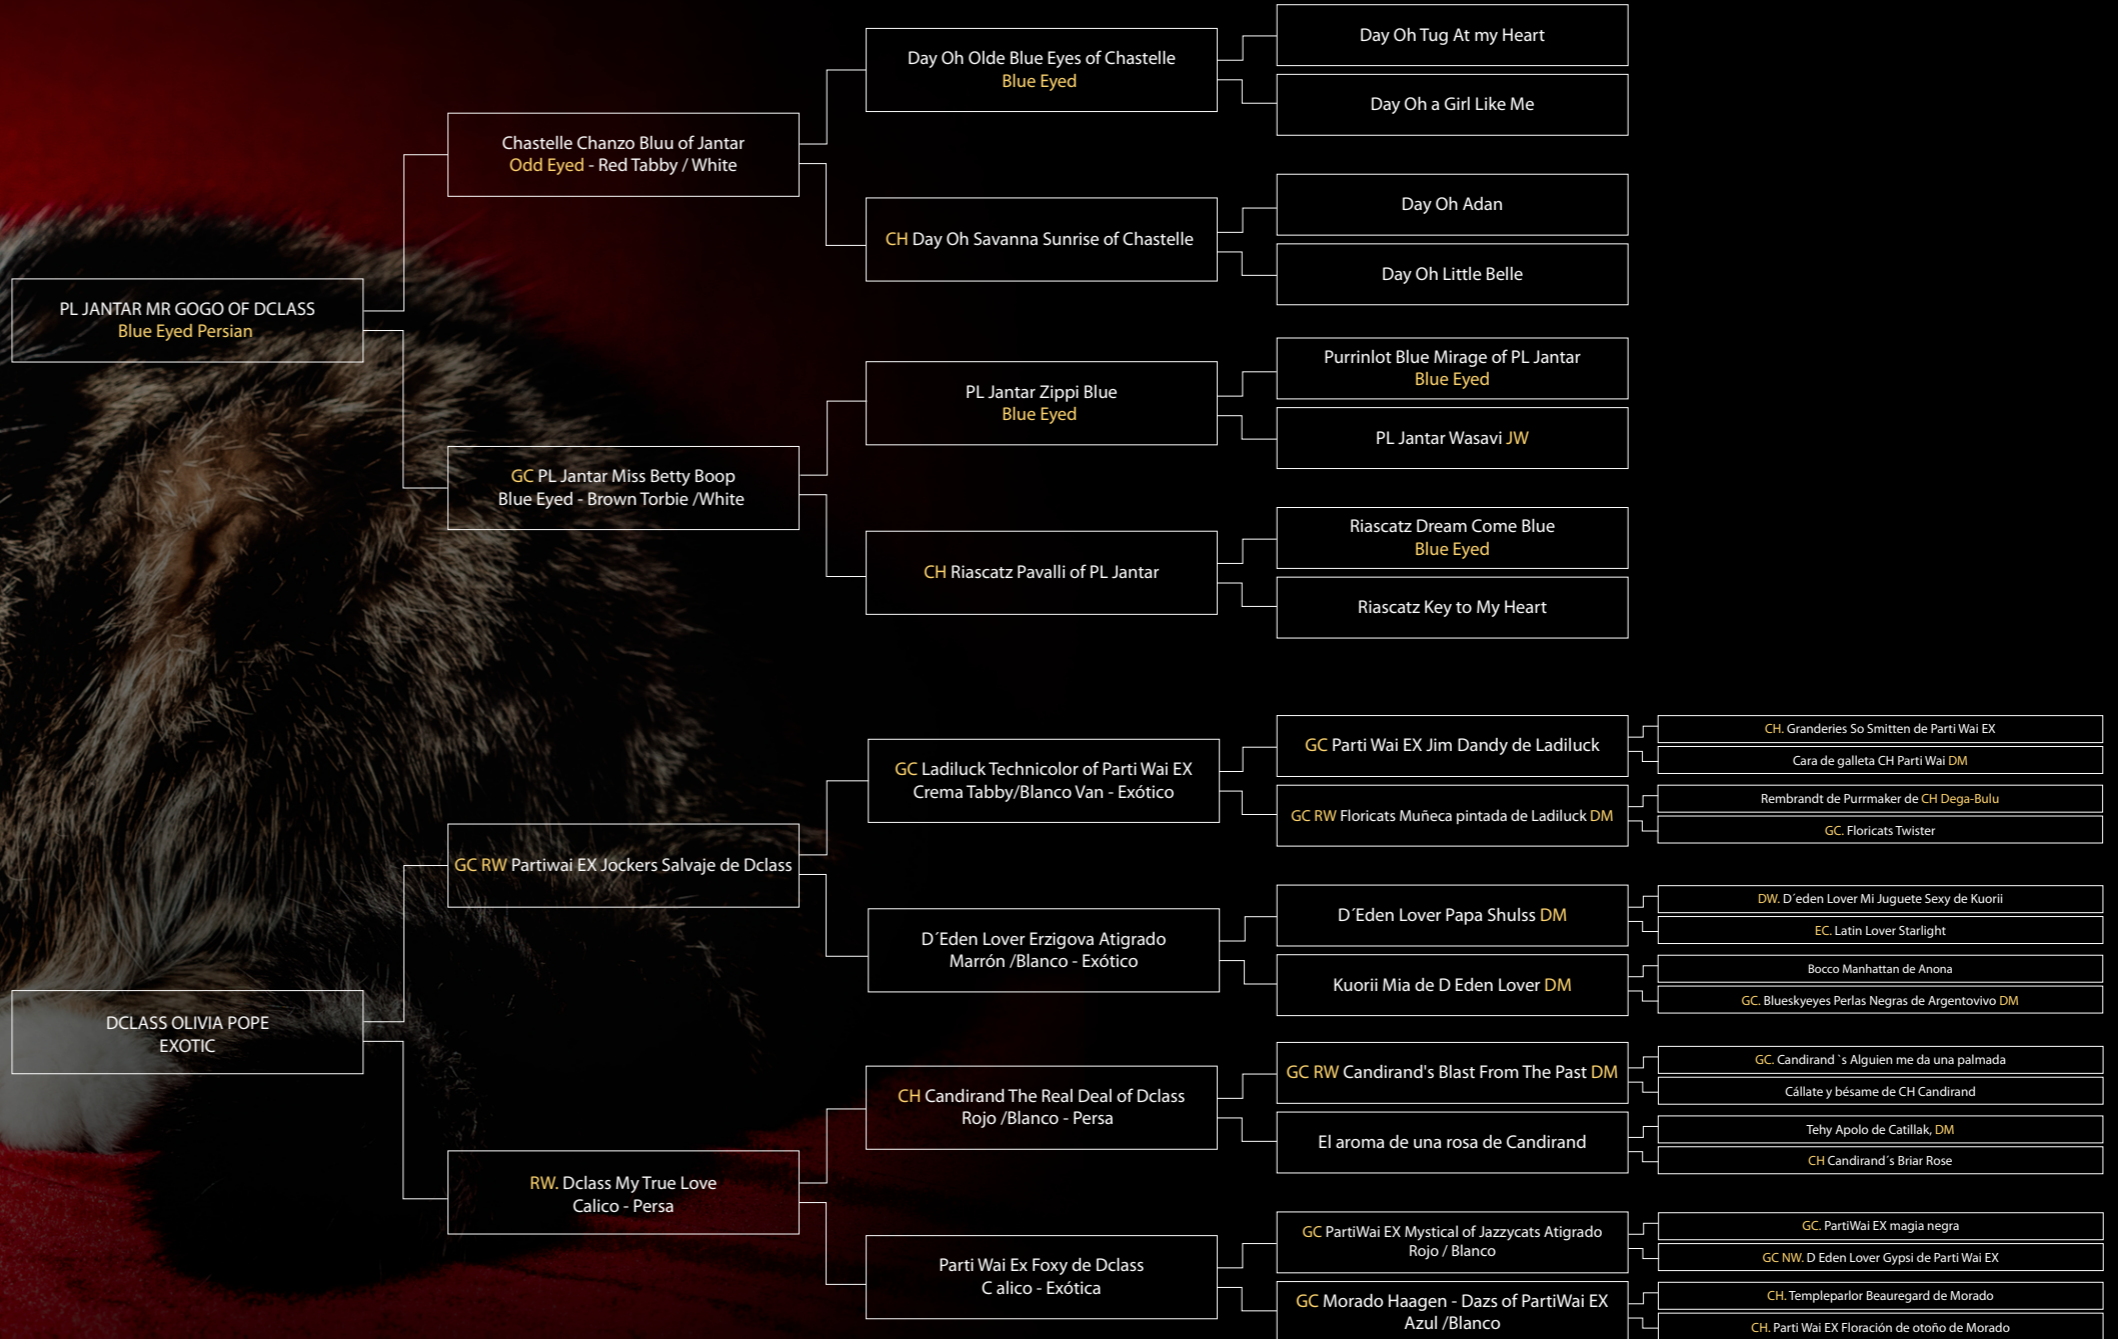 Day Oh Tug At my Heart
Day Oh Olde Blue Eyes of Chastelle
Blue Eyed
Day Oh a Girl Like Me
Chastelle Chanzo Bluu of Jantar
Odd Eyed - Red Tabby / White
Day Oh Adan
CH Day Oh Savanna Sunrise of Chastelle
Day Oh Little Belle
PL JANTAR MR GOGO OF DCLASS
Blue Eyed Persian
Purrinlot Blue Mirage of PL Jantar
Blue Eyed
PL Jantar Zippi Blue
Blue Eyed
PL Jantar Wasavi JW
GC PL Jantar Miss Betty Boop
Blue Eyed - Brown Torbie /White
Riascatz Dream Come Blue
Blue Eyed
CH Riascatz Pavalli of PL Jantar
Riascatz Key to My Heart
CH. Granderies So Smitten de Parti Wai EX
GC Parti Wai EX Jim Dandy de Ladiluck
Cara de galleta CH Parti Wai DM
GC Ladiluck Technicolor of Parti Wai EX
Crema Tabby/Blanco Van - Exótico
Rembrandt de Purrmaker de CH Dega-Bulu
GC RW Floricats Muñeca pintada de Ladiluck DM
GC. Floricats Twister
GC RW Partiwai EX Jockers Salvaje de Dclass
DW. D´eden Lover Mi Juguete Sexy de Kuorii
D´Eden Lover Papa Shulss DM
EC. Latin Lover Starlight
D´Eden Lover Erzigova Atigrado
Marrón /Blanco - Exótico
Bocco Manhattan de Anona
Kuorii Mia de D Eden Lover DM
GC. Blueskyeyes Perlas Negras de Argentovivo DM
DCLASS OLIVIA POPE
EXOTIC
GC. Candirand `s Alguien me da una palmada
GC RW Candirand's Blast From The Past DM
Cállate y bésame de CH Candirand
CH Candirand The Real Deal of Dclass
Rojo /Blanco - Persa
Tehy Apolo de Catillak, DM
El aroma de una rosa de Candirand
CH Candirand´s Briar Rose
RW. Dclass My True Love
Calico - Persa
GC. PartiWai EX magia negra
GC PartiWai EX Mystical of Jazzycats Atigrado
Rojo / Blanco
GC NW. D Eden Lover Gypsi de Parti Wai EX
Parti Wai Ex Foxy de Dclass
C alico - Exótica
CH. Templeparlor Beauregard de Morado
GC Morado Haagen - Dazs of PartiWai EX
Azul /Blanco
CH. Parti Wai EX Floración de otoño de Morado